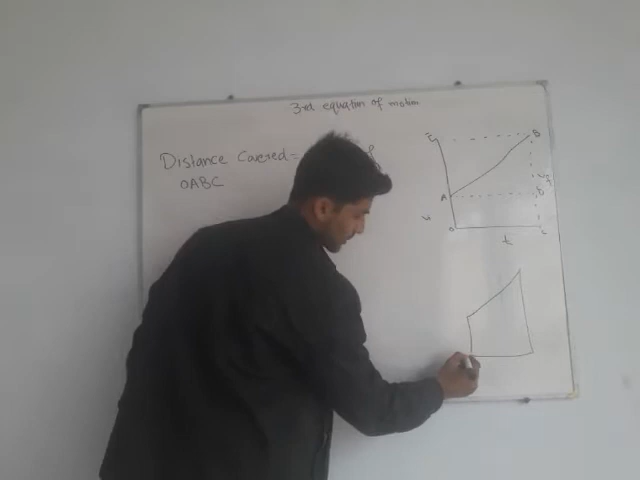 3rd equation of motion
Distance Covered =
OABC
B
A
t